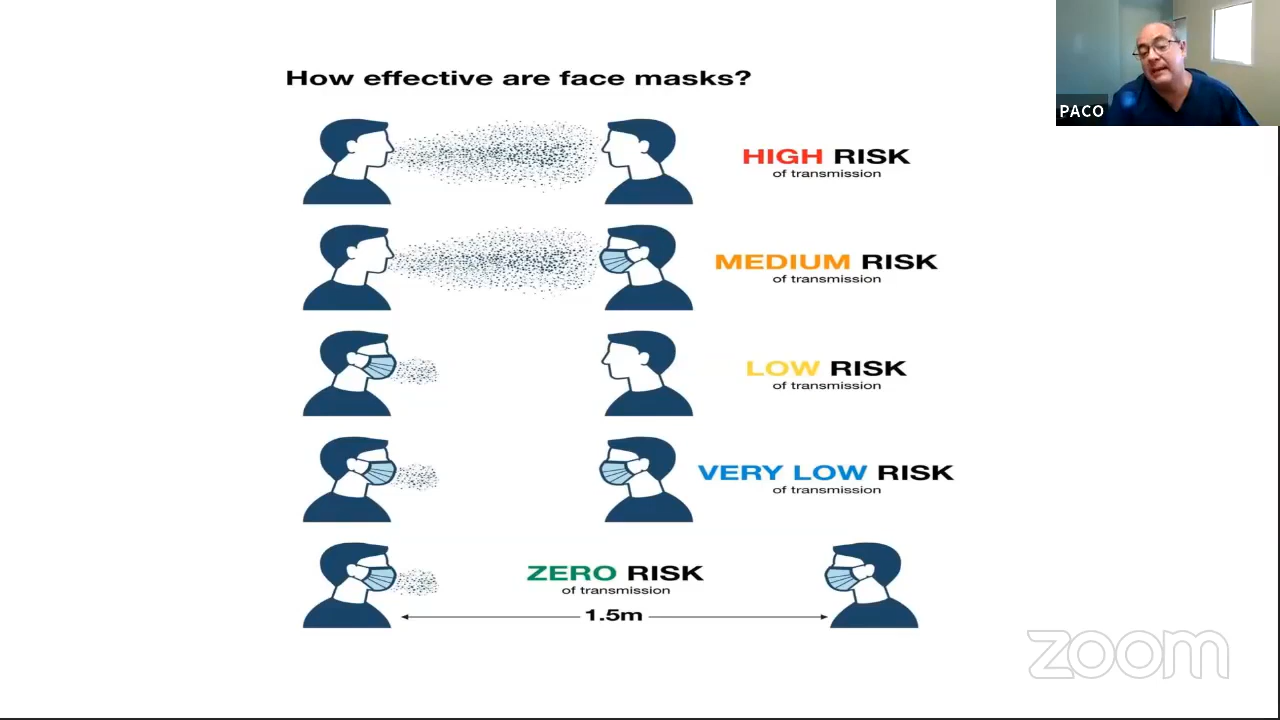 PACO
How effective are face masks?
HIGH RISK
of transmission
MEDIUM RISK
of transmission
LOW RISK
of transmission
VERY LOW RISK
of transmission
ZERO RISK
of transmission
1.5m
zoom